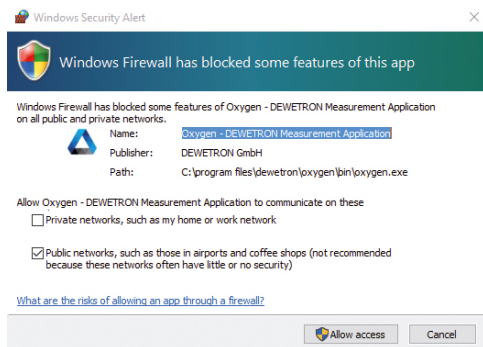 Windows Security Alert
Windows Firewall has blocked some features of this app
Windows Firewall has blocked some features of Oxygen - DEWETRON Measurement Application
on all public and private networks.
Name: Oxygen - DEWETRON Measurement Application
Publisher: DEWETRON GmbH
Path: C:\program files\dewetron\oxygen\bin\oxygen.exe
Allow Oxygen - DEWETRON Measurement Application to communicate on these
Private networks, such as my home or work network
Public networks, such as those in airports and coffee shops (not recommended
because these networks often have little or no security)
What are the risks of allowing an app through a firewall?
Allow access Cancel